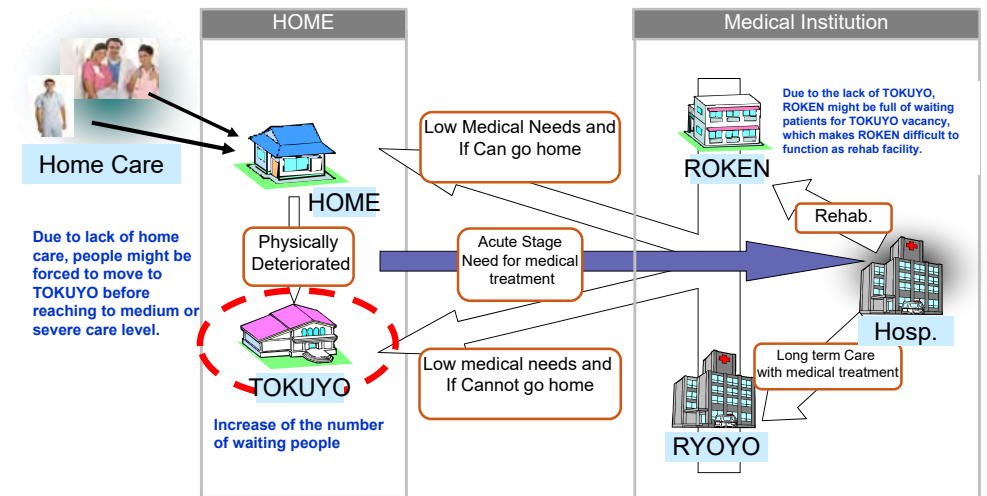 HOME
Medical Institution
Home Care
HOME
Low Medical Needs and
If Can go home
ROKEN
Due to the lack of TOKUYO,
ROKEN might be full of waiting
patients for TOKUYO vacancy,
which makes ROKEN difficult to
function as rehab facility.
Rehab.
Due to lack of home
care, people might be
forced to move to
TOKUYO before
reaching to medium or
severe care level.
Physically
Deteriorated
Acute Stage
Need for medical
treatment
Hosp.
TOKUYO
Low medical needs and
If Cannot go home
Long term Care
with medical treatment
RYOYO
Increase of the number
of waiting people